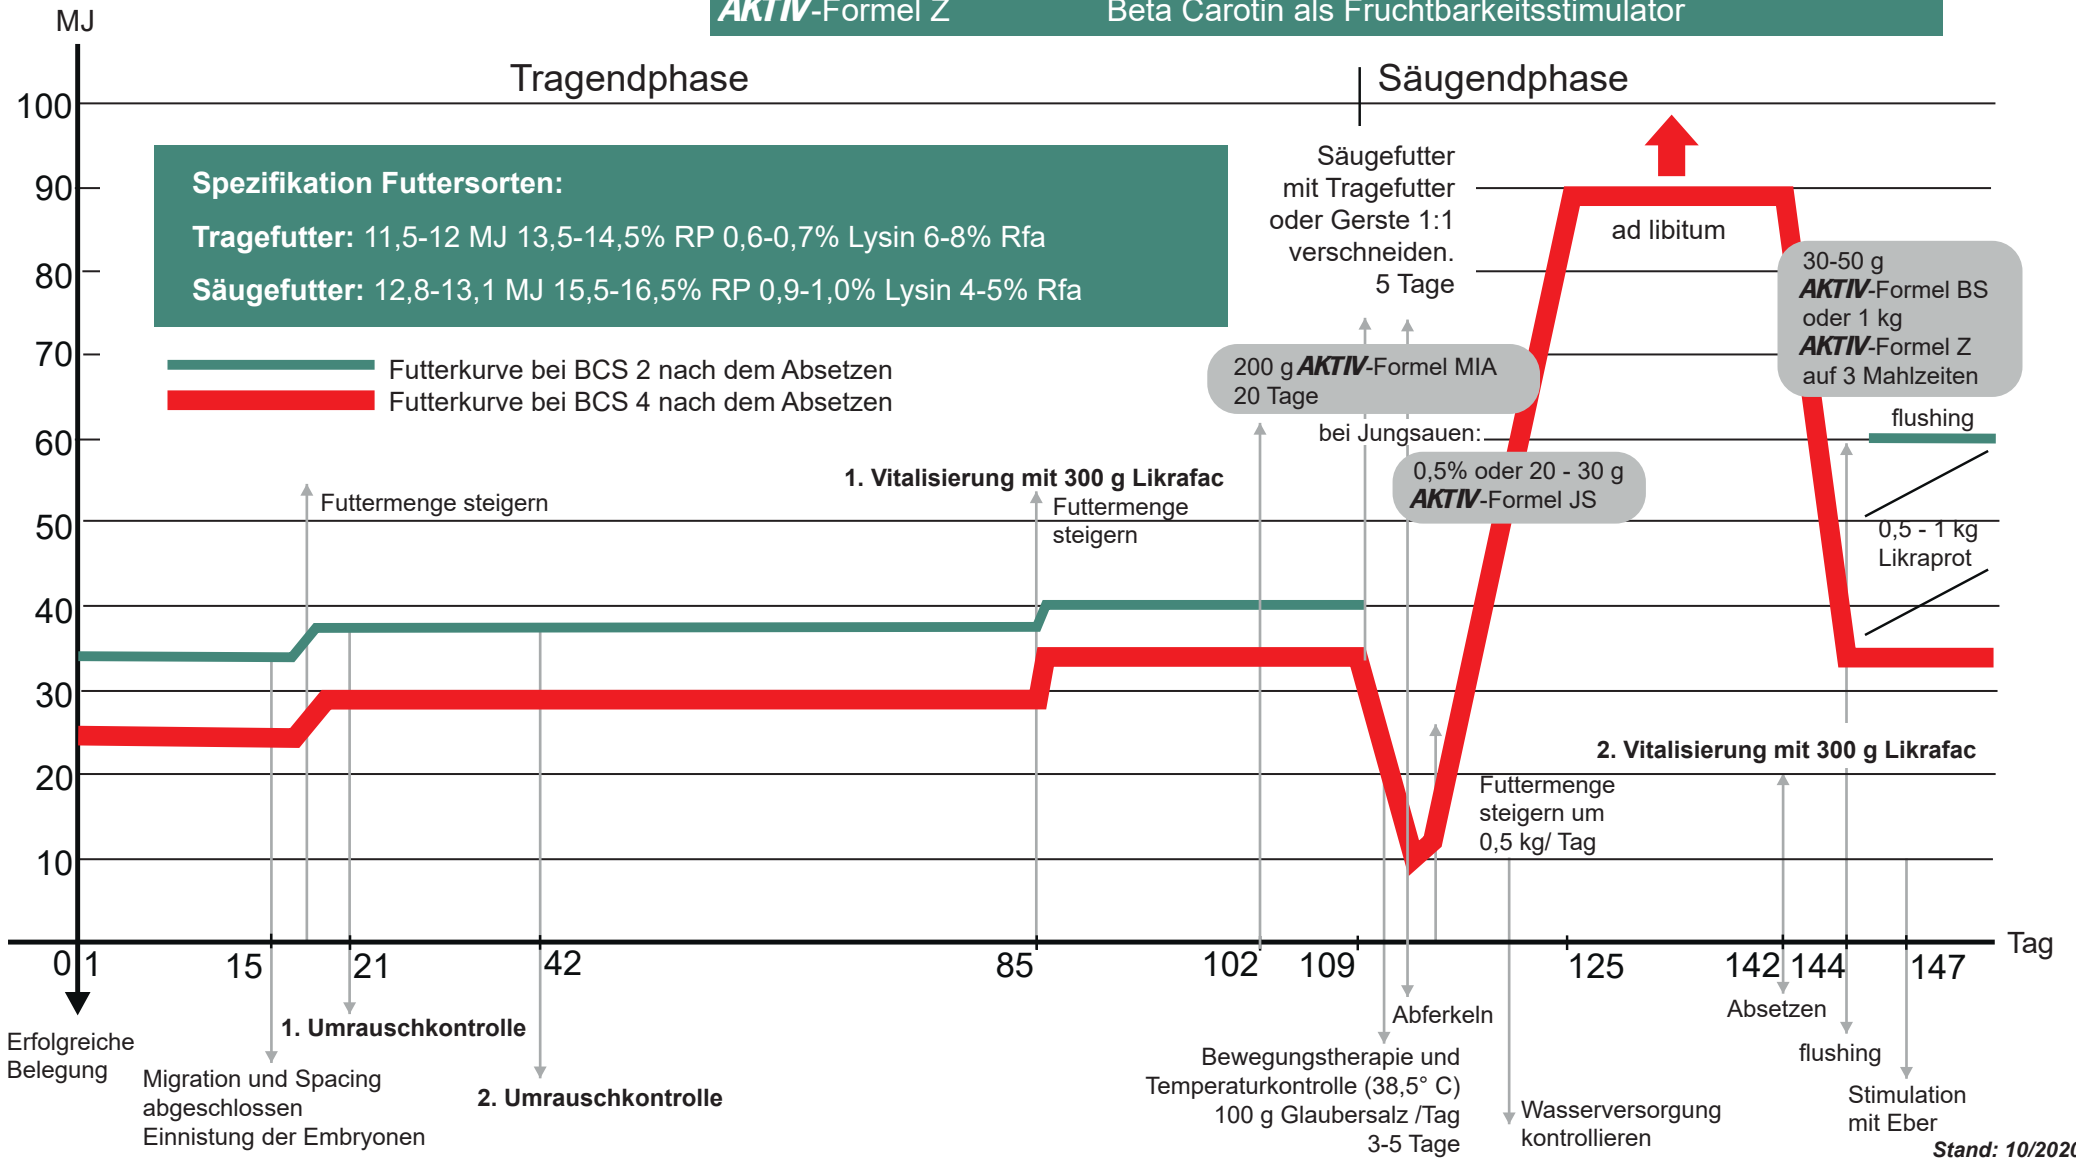 AKTIV-Formel Z Beta Carotin als Fruchtbarkeitsstimulator
MJ
Tragendphase
Säugendphase
100
90
80
70
60
50
40
30
20
10
Spezifikation Futtersorten:
Tragefutter: 11,5-12 MJ 13,5-14,5% RP 0,6-0,7% Lysin 6-8% Rfa
Säugefutter: 12,8-13,1 MJ 15,5-16,5% RP 0,9-1,0% Lysin 4-5% Rfa
Futterkurve bei BCS 2 nach dem Absetzen
Futterkurve bei BCS 4 nach dem Absetzen
Säugefutter
mit Tragefutter
oder Gerste 1:1
verschneiden.
5 Tage
ad libitum
30-50 g
AKTIV-Formel BS
oder 1 kg
AKTIV-Formel Z
auf 3 Mahlzeiten
200 g AKTIV-Formel MIA
20 Tage
flushing
bei Jungsauen:
0,5% oder 20 - 30 g
AKTIV-Formel JS
Futtermenge steigern
1. Vitalisierung mit 300 g Likrafac
Futtermenge
steigern
0,5 - 1 kg
Likraprot
2. Vitalisierung mit 300 g Likrafac
Futtermenge
steigern um
0,5 kg/ Tag
0 1 15 21 42 85 102 109 125 142 144 147
Tag
Erfolgreiche
Belegung
1. Umrauschkontrolle
Migration und Spacing
abgeschlossen
Einnistung der Embryonen
2. Umrauschkontrolle
Abferkeln
Bewegungstherapie und
Temperaturkontrolle (38,5° C)
100 g Glaubersalz /Tag
3-5 Tage
Wasserversorgung
kontrollieren
Absetzen
flushing
Stimulation
mit Eber
Stand: 10/2020